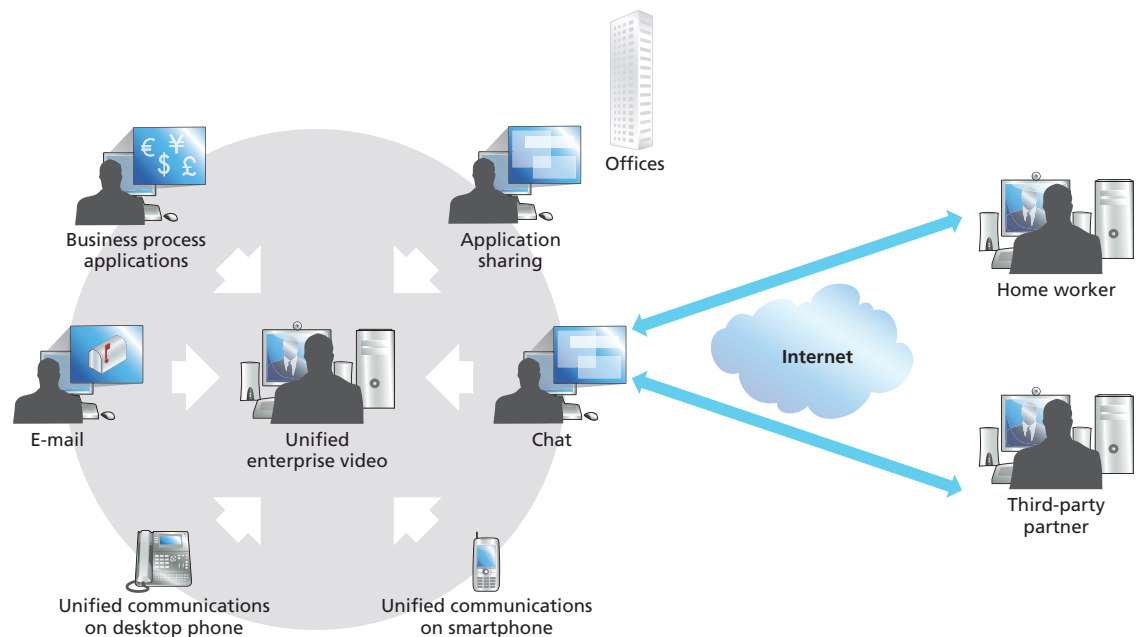 Offices
€ ¥
$ £
Business process
applications
Application
sharing
Home worker
Internet
E-mail
Unified
enterprise video
Chat
Third-party
partner
Unified communications
on desktop phone
Unified communications
on smartphone